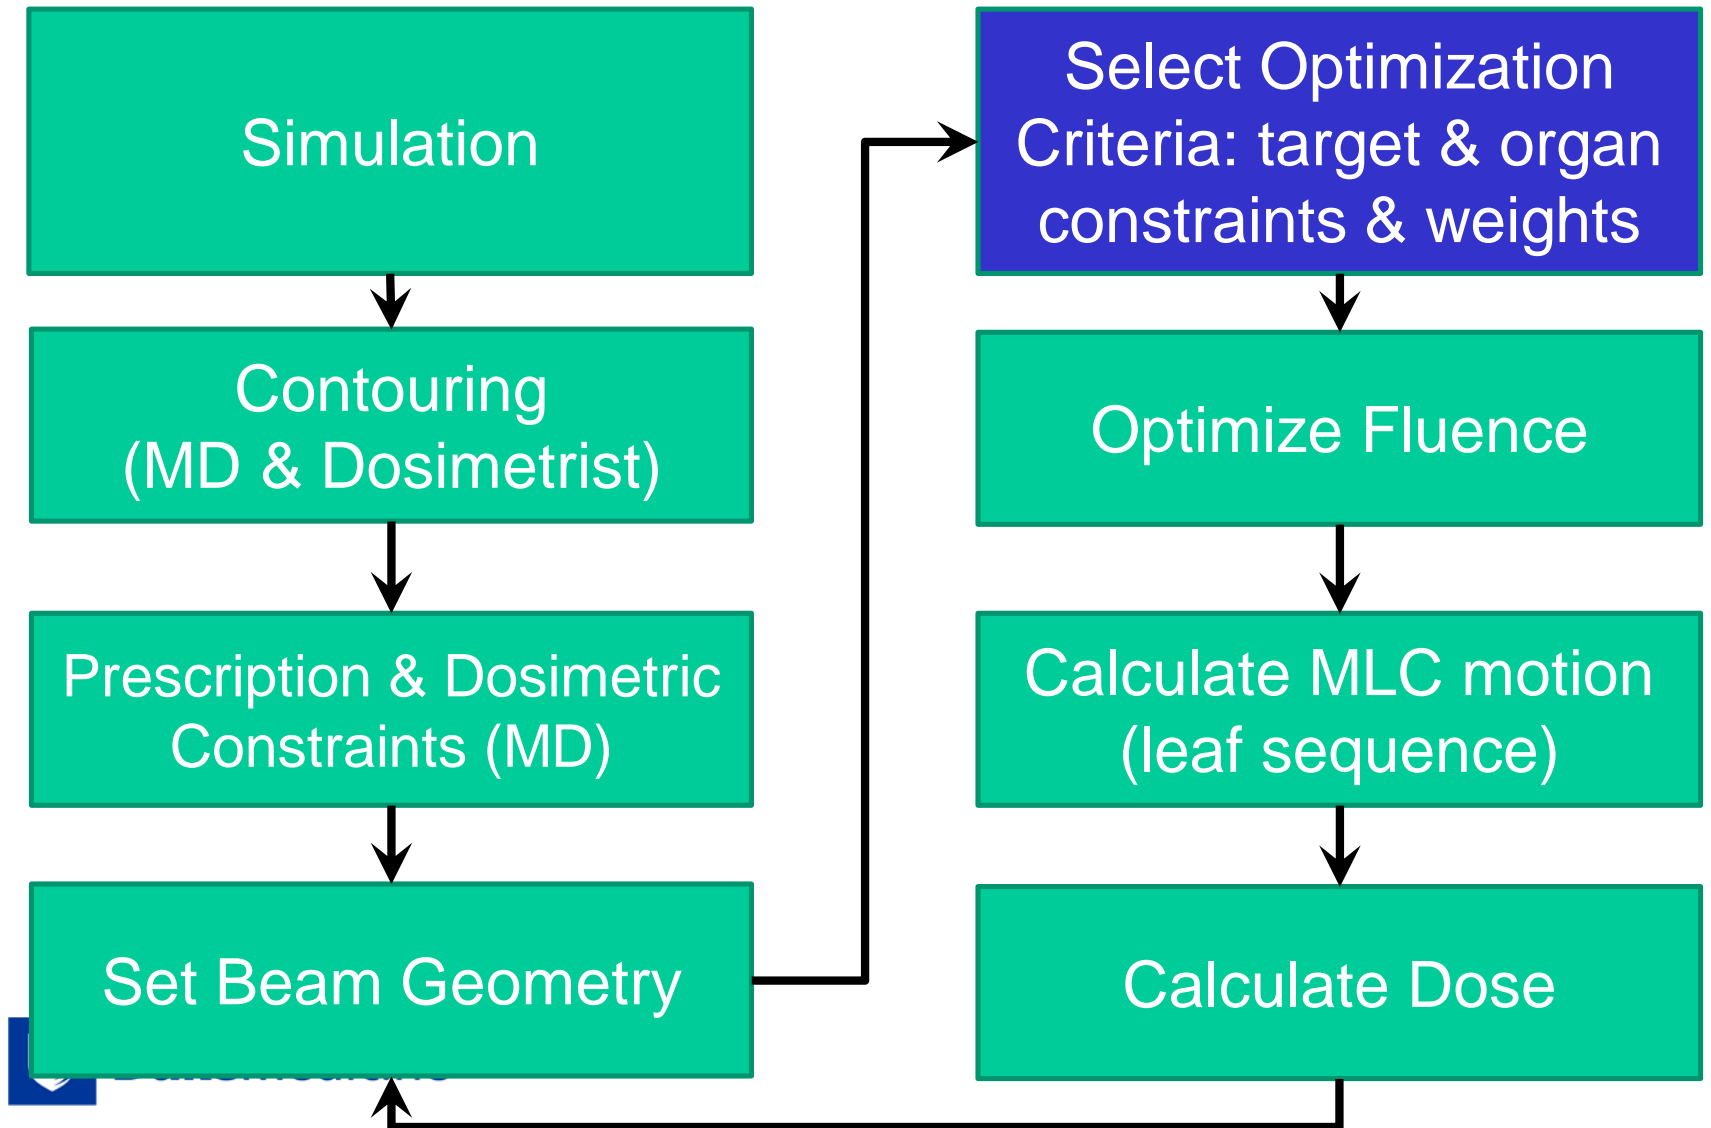 Simulation
Contouring
(MD & Dosimetrist)
Prescription & Dosimetric
Constraints (MD)
Set Beam Geometry
Select Optimization
Criteria: target & organ
constraints & weights
Optimize Fluence
Calculate MLC motion
(leaf sequence)
Calculate Dose